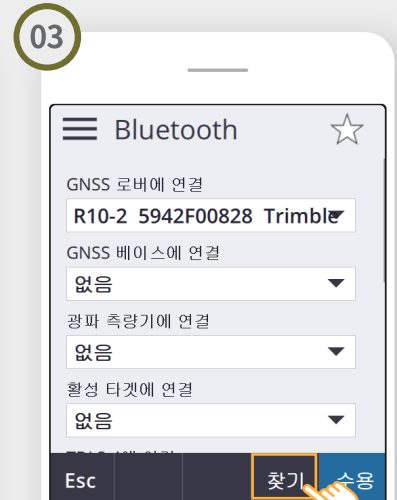 03
Bluetooth
GNSS 로버에 연결
R10-2 5942F00828 Trimble
GNSS 베이스에 연결
없음
광파 측량기에 연결
없음
활성 타겟에 연결
없음
Esc 찾기 수용